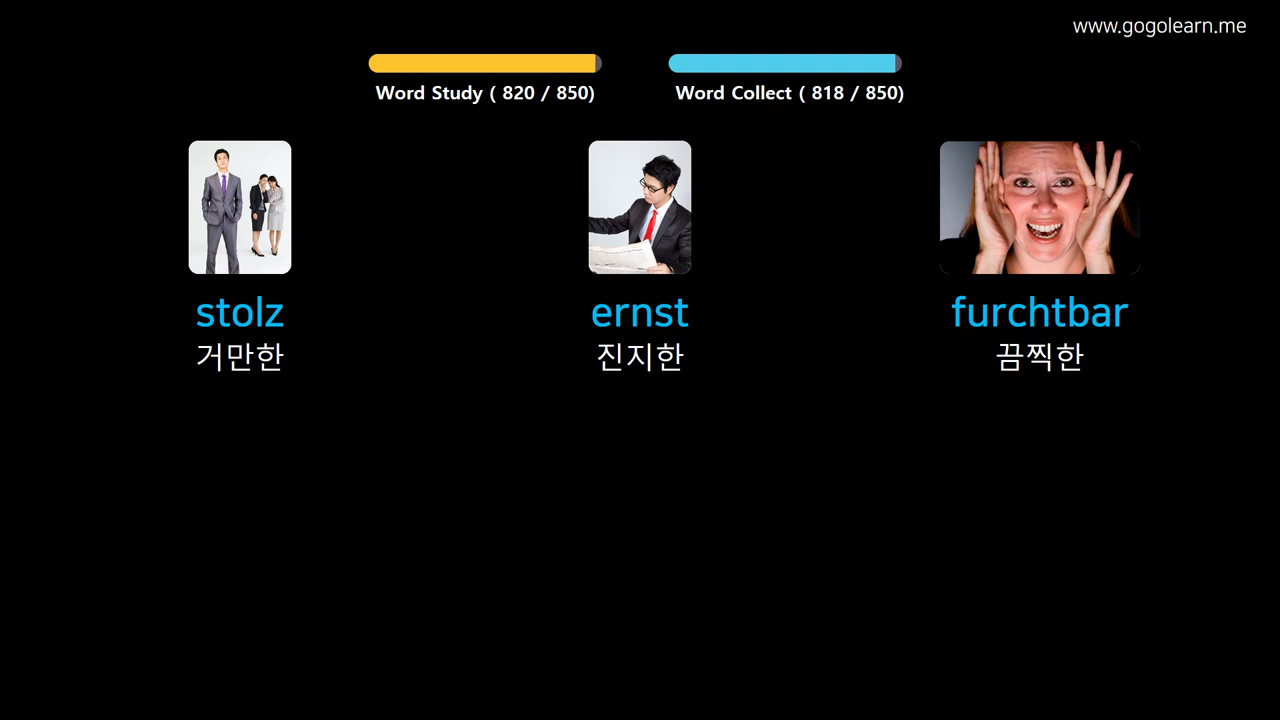 www.gogolearn.me
Word Study ( 820 / 850)
Word Collect ( 818 / 850)
stolz
거만한
ernst
진지한
furchtbar
끔찍한